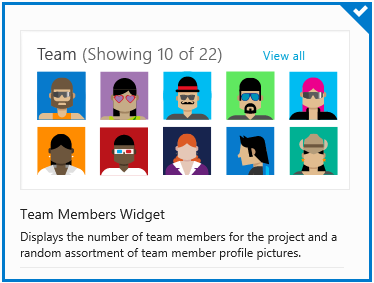 Team (Showing 10 of 22) View all
Team Members Widget
Displays the number of team members for the project and a
random assortment of team member profile pictures.